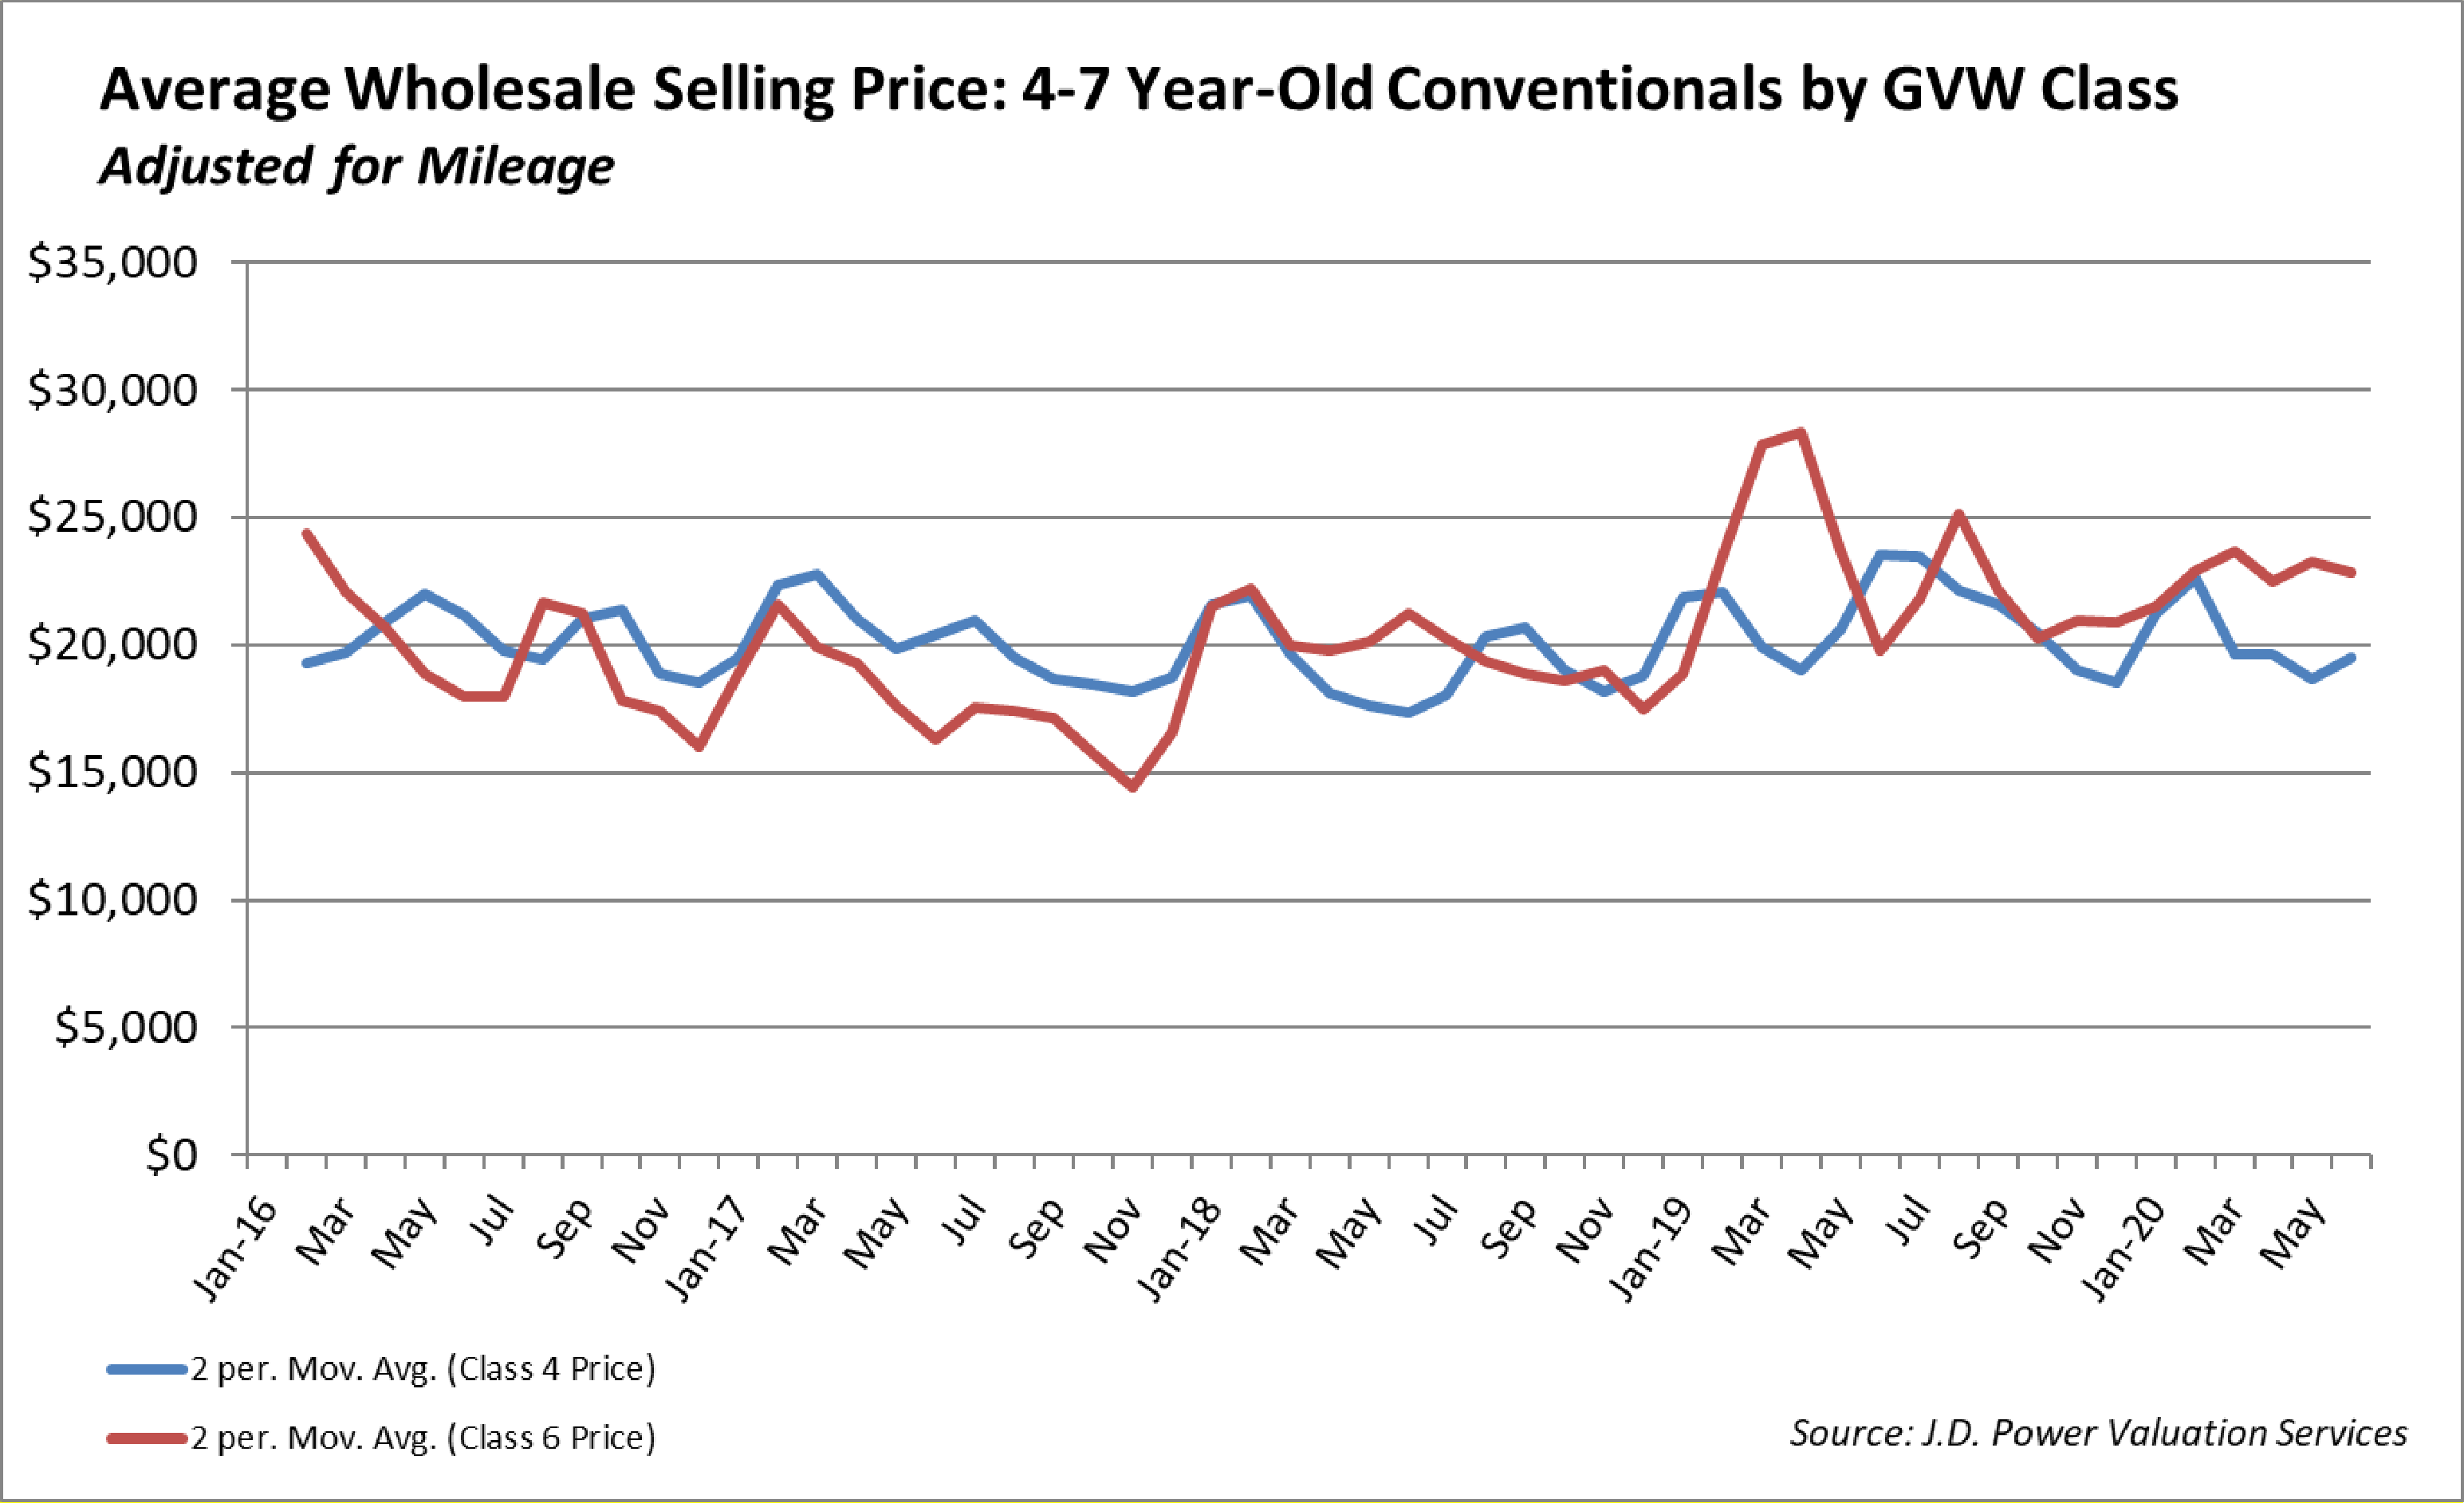 Average Wholesale Selling Price: 4-7 Year-Old Conventionals by GVW Class
Adjusted for Mileage
$35,000
$30,000
$25,000
$20,000
$15,000
$10,000
$5,000
$0
Jan-16 Mar May Jul Sep Nov Jan-17 Mar May Jul Sep Nov Jan-18 Mar May Jul Sep Nov Jan-19 Mar May Jul Sep Nov Jan-20 Mar May
2 per. Mov. Avg. (Class 4 Price)
2 per. Mov. Avg. (Class 6 Price)
Source: J.D. Power Valuation Services